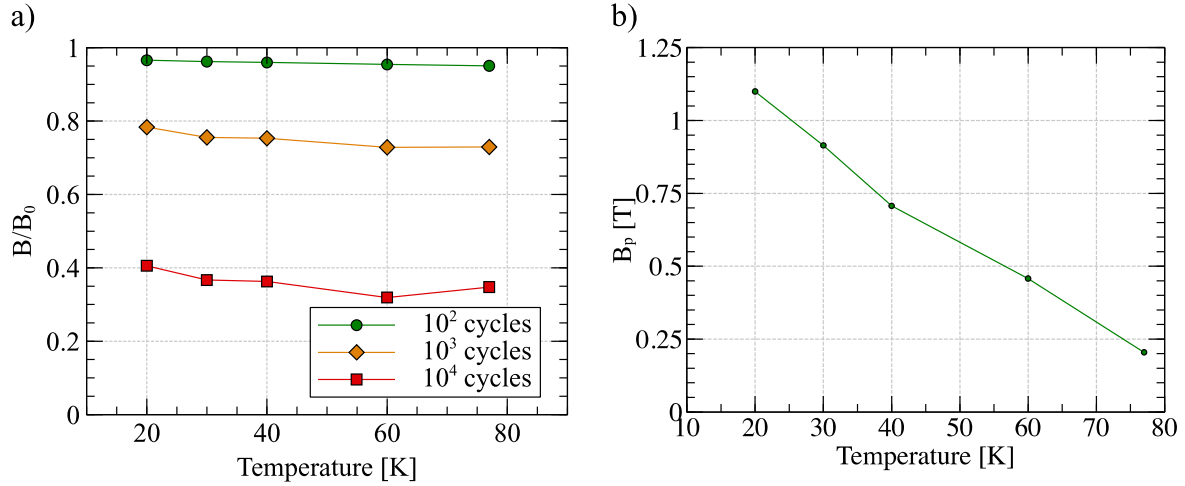 a)
B/B₀
1
0.8
0.6
0.4
0.2
0
20
40
60
80
Temperature [K]
10² cycles
10³ cycles
10⁴ cycles
b)
Bₚ [T]
1.25
1
0.75
0.5
0.25
0
10
20
30
40
50
60
70
80
Temperature [K]